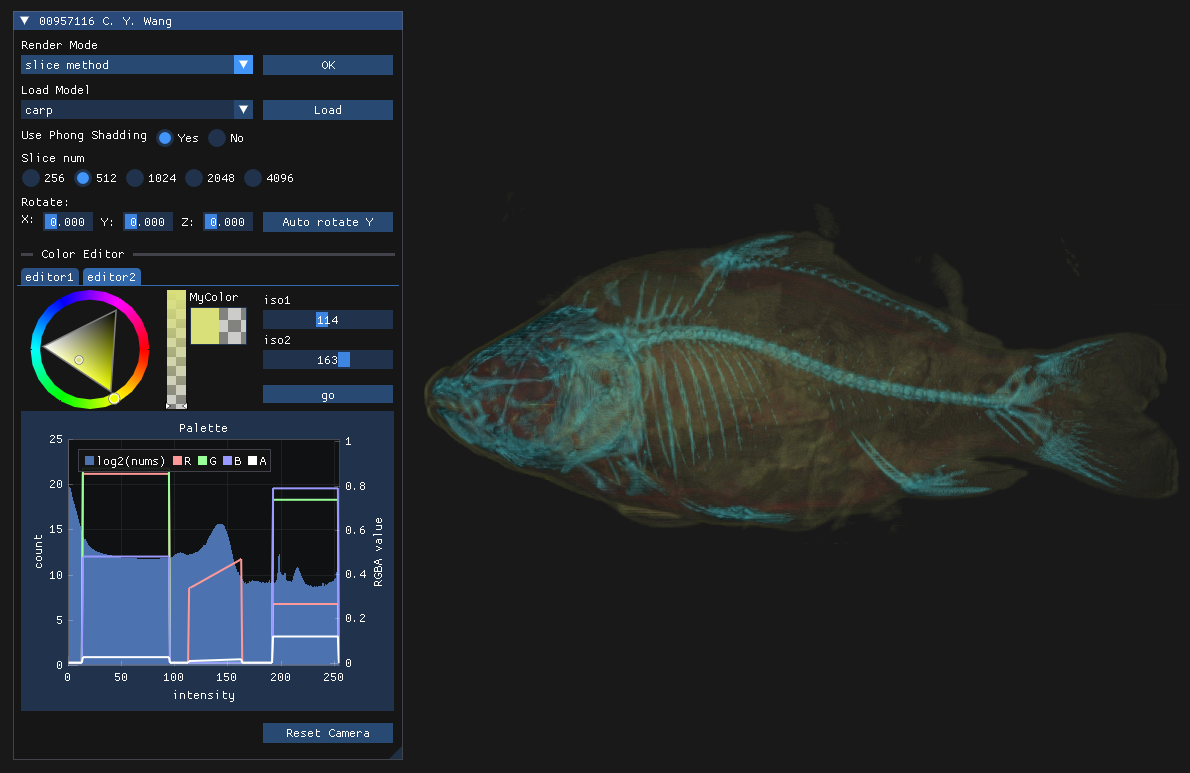 00957116 C. Y. Wang
Render Mode
slice method OK
Load Model
carp Load
Use Phong Shadding Yes No
Slice num
256 512 1024 2048 4096
Rotate:
X: 0.000 Y: 0.000 Z: 0.000 Auto rotate Y
Color Editor
editor1 editor2
MyColor
iso1
114
iso2
163
go
Palette
log2(nums) R G B A
25
20
15
10
5
0
count
1
0.8
0.6
0.4
0.2
0
RGBA value
0 50 100 150 200 250
intensity
Reset Camera